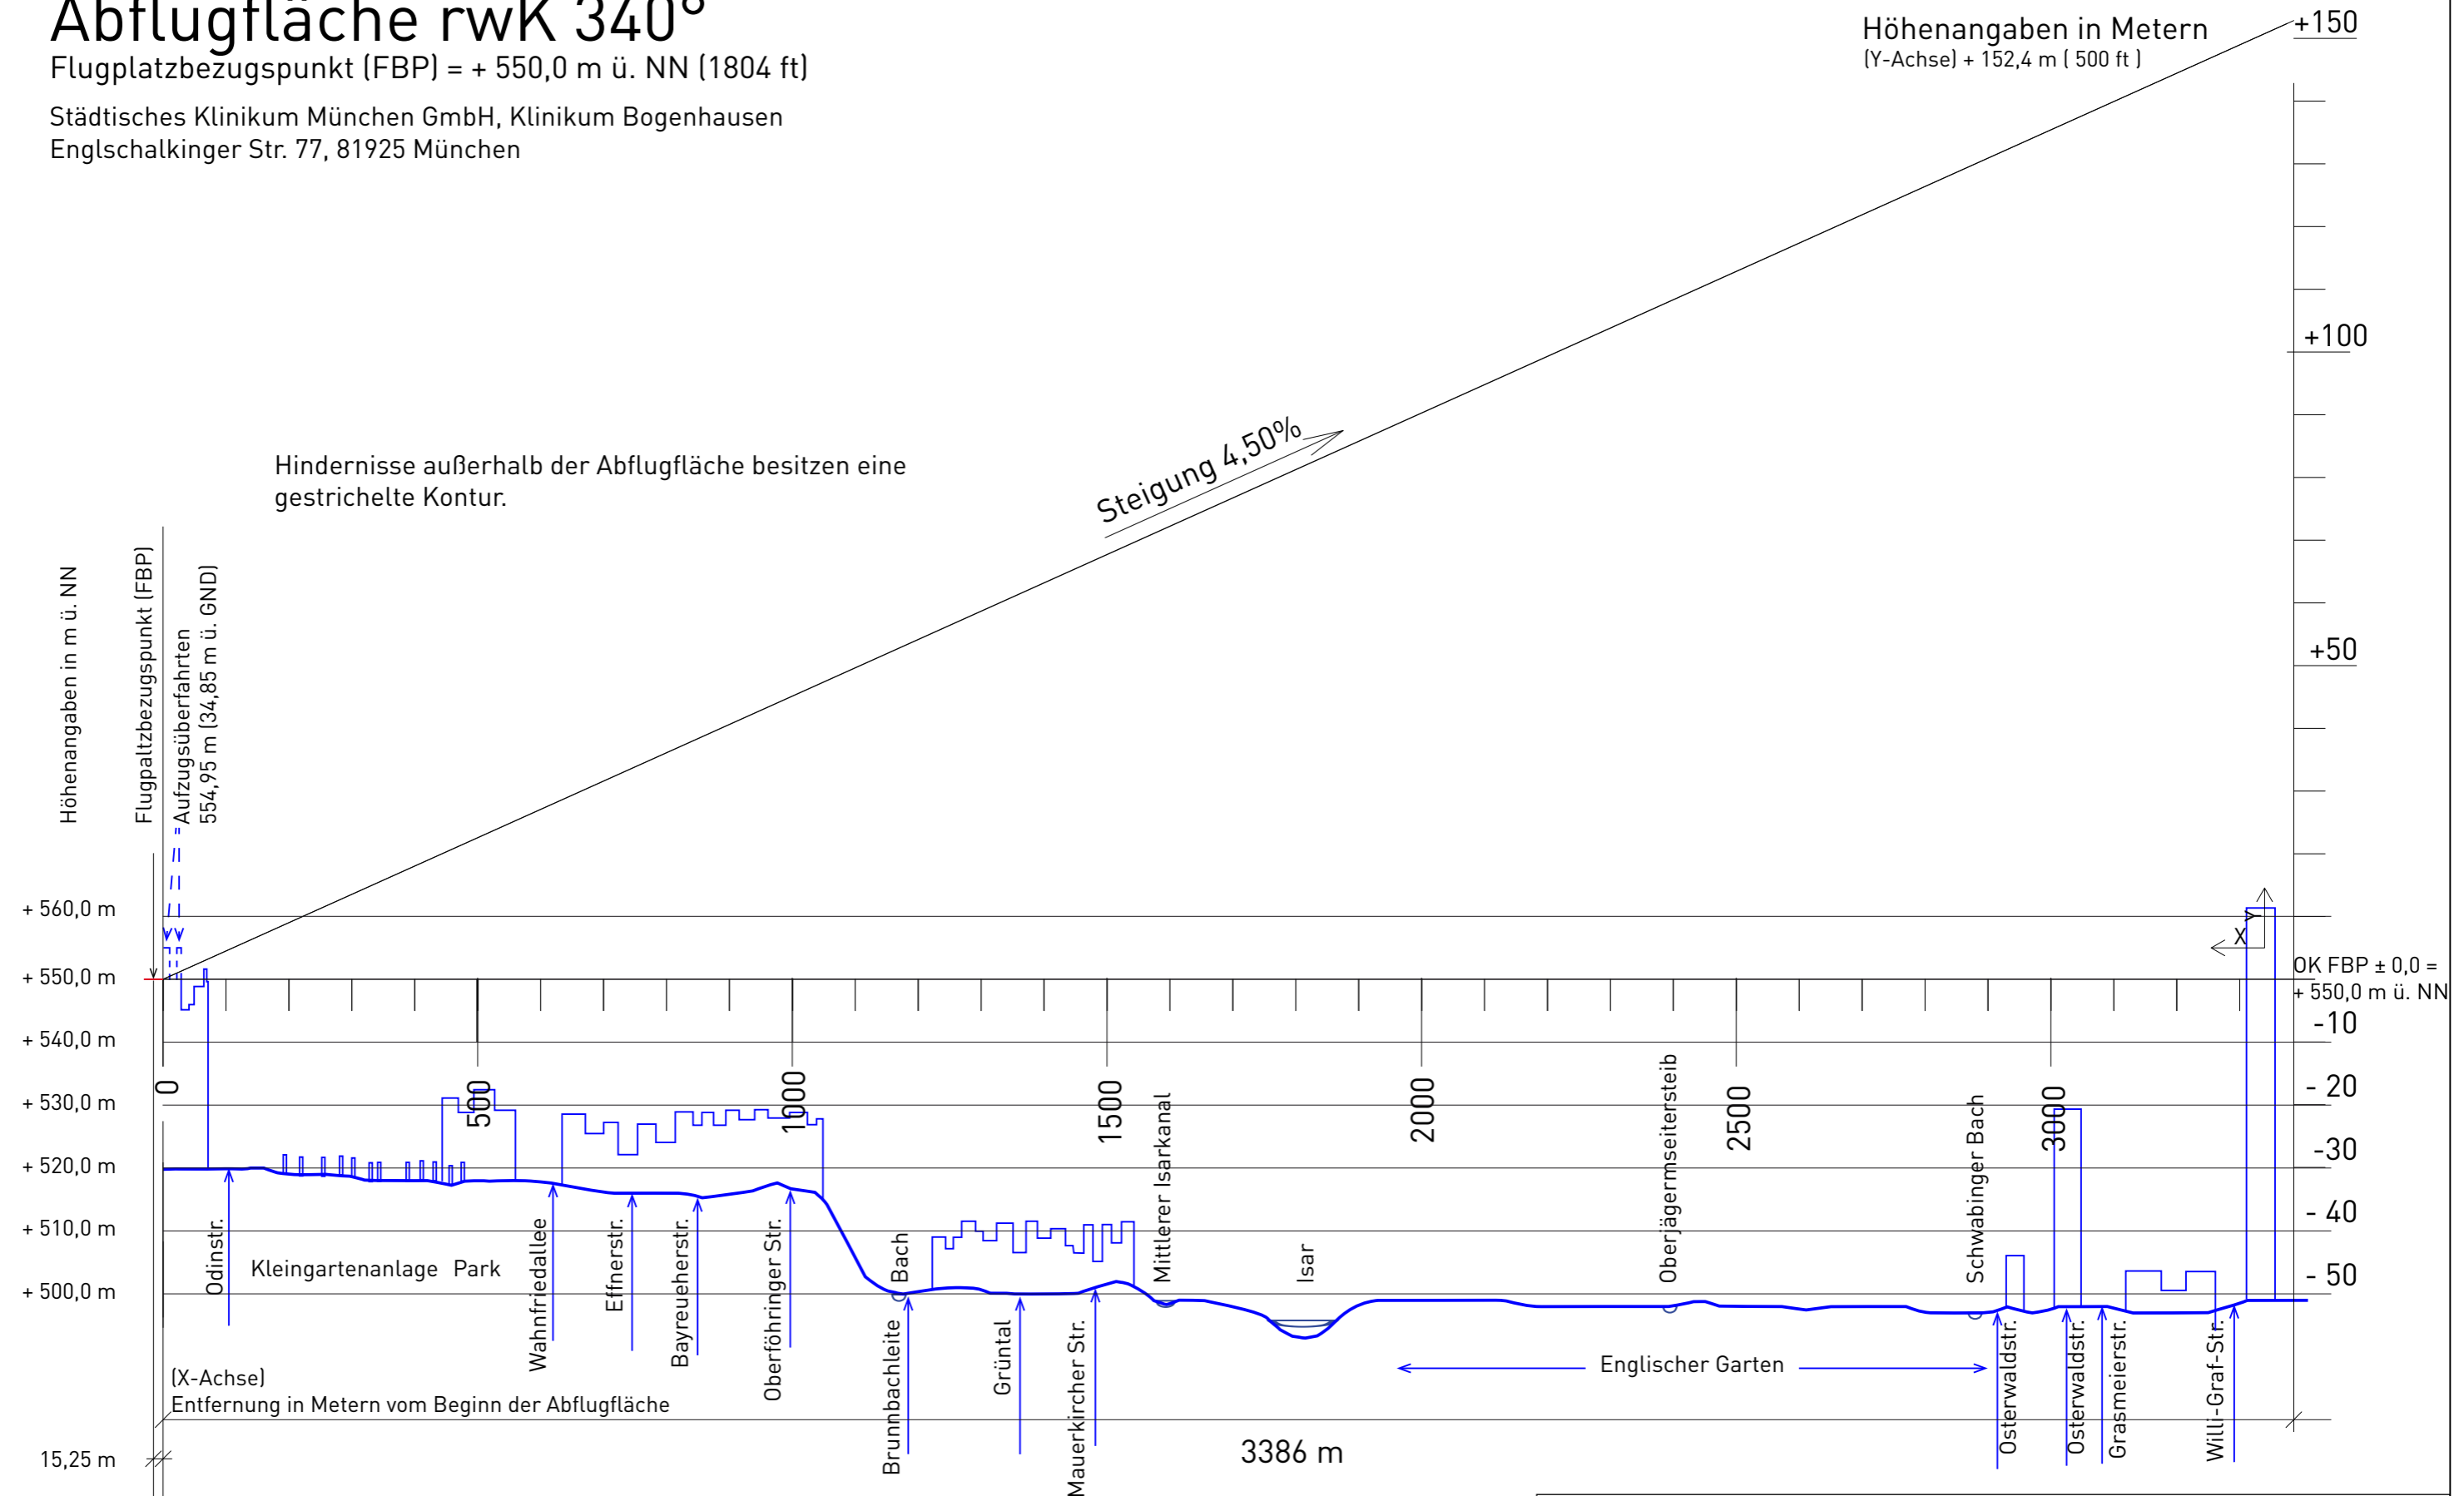 Abflugfläche rwK 340°
Flugplatzbezugspunkt (FBP) = + 550,0 m ü. NN (1804 ft)
Städtisches Klinikum München GmbH, Klinikum Bogenhausen
Englschalkinger Str. 77, 81925 München
Höhenangaben in Metern
(Y-Achse) + 152,4 m ( 500 ft )
+150
+100
+50
Steigung 4,50%
Hindernisse außerhalb der Abflugfläche besitzen eine
gestrichelte Kontur.
Höhenangaben in m ü. NN
Flugpaltzbezugspunkt (FBP)
Aufzugsüberfahrten
554,95 m (34,85 m ü. GND)
+ 560,0 m
+ 550,0 m
+ 540,0 m
+ 530,0 m
+ 520,0 m
+ 510,0 m
+ 500,0 m
15,25 m
Y
X
OK FBP ± 0,0 =
+ 550,0 m ü. NN
-10
- 20
-30
- 40
- 50
0
500
1000
1500
2000
2500
3000
Odinstr.
Kleingartenanlage
Park
Wahnfriedallee
Effnerstr.
Bayreueherstr.
Oberföhringer Str.
Bach
Brunnbachleite
Grüntal
Mauerkircher Str.
Mittlerer Isarkanal
Isar
Oberjägermseitersteib
Englischer Garten
Schwabinger Bach
Osterwaldstr.
Osterwaldstr.
Grasmeierstr.
Willi-Graf-Str.
(X-Achse)
Entfernung in Metern vom Beginn der Abflugfläche
3386 m